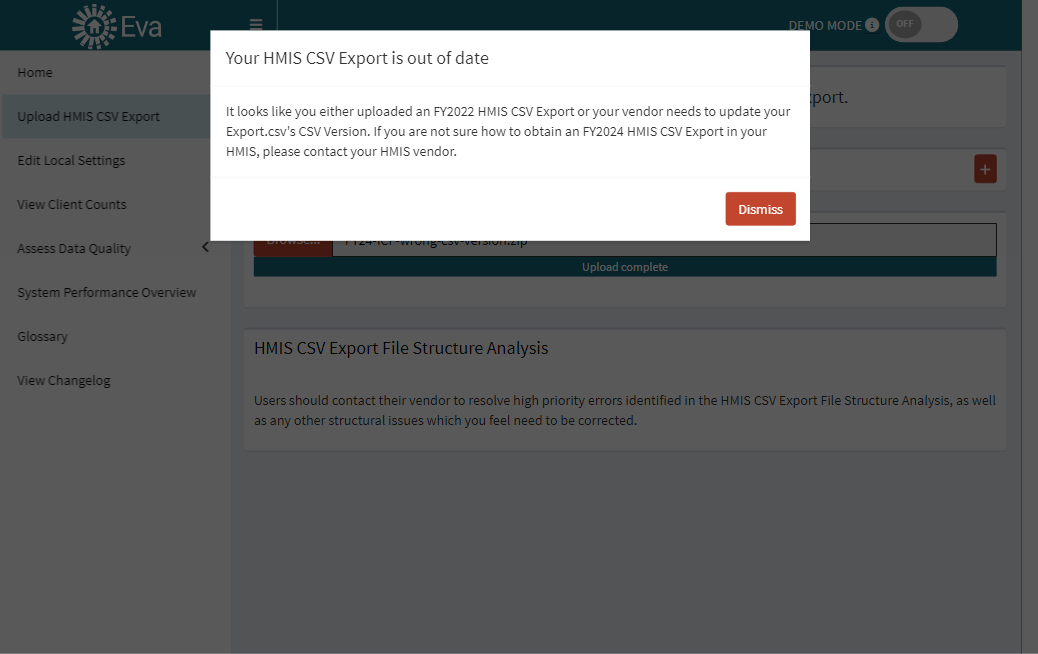 Eva
DEMO MODE
OFF
Your HMIS CSV Export is out of date
It looks like you either uploaded an FY2022 HMIS CSV Export or your vendor needs to update your
Export.csv's CSV Version. If you are not sure how to obtain an FY2024 HMIS CSV Export in your
HMIS, please contact your HMIS vendor.
Dismiss
Home
Upload HMIS CSV Export
Edit Local Settings
View Client Counts
Assess Data Quality
System Performance Overview
Glossary
View Changelog
port.
+
Browse...
FY24-ICF-wrong-csv-version.zip
Upload complete
HMIS CSV Export File Structure Analysis
Users should contact their vendor to resolve high priority errors identified in the HMIS CSV Export File Structure Analysis, as well
as any other structural issues which you feel need to be corrected.